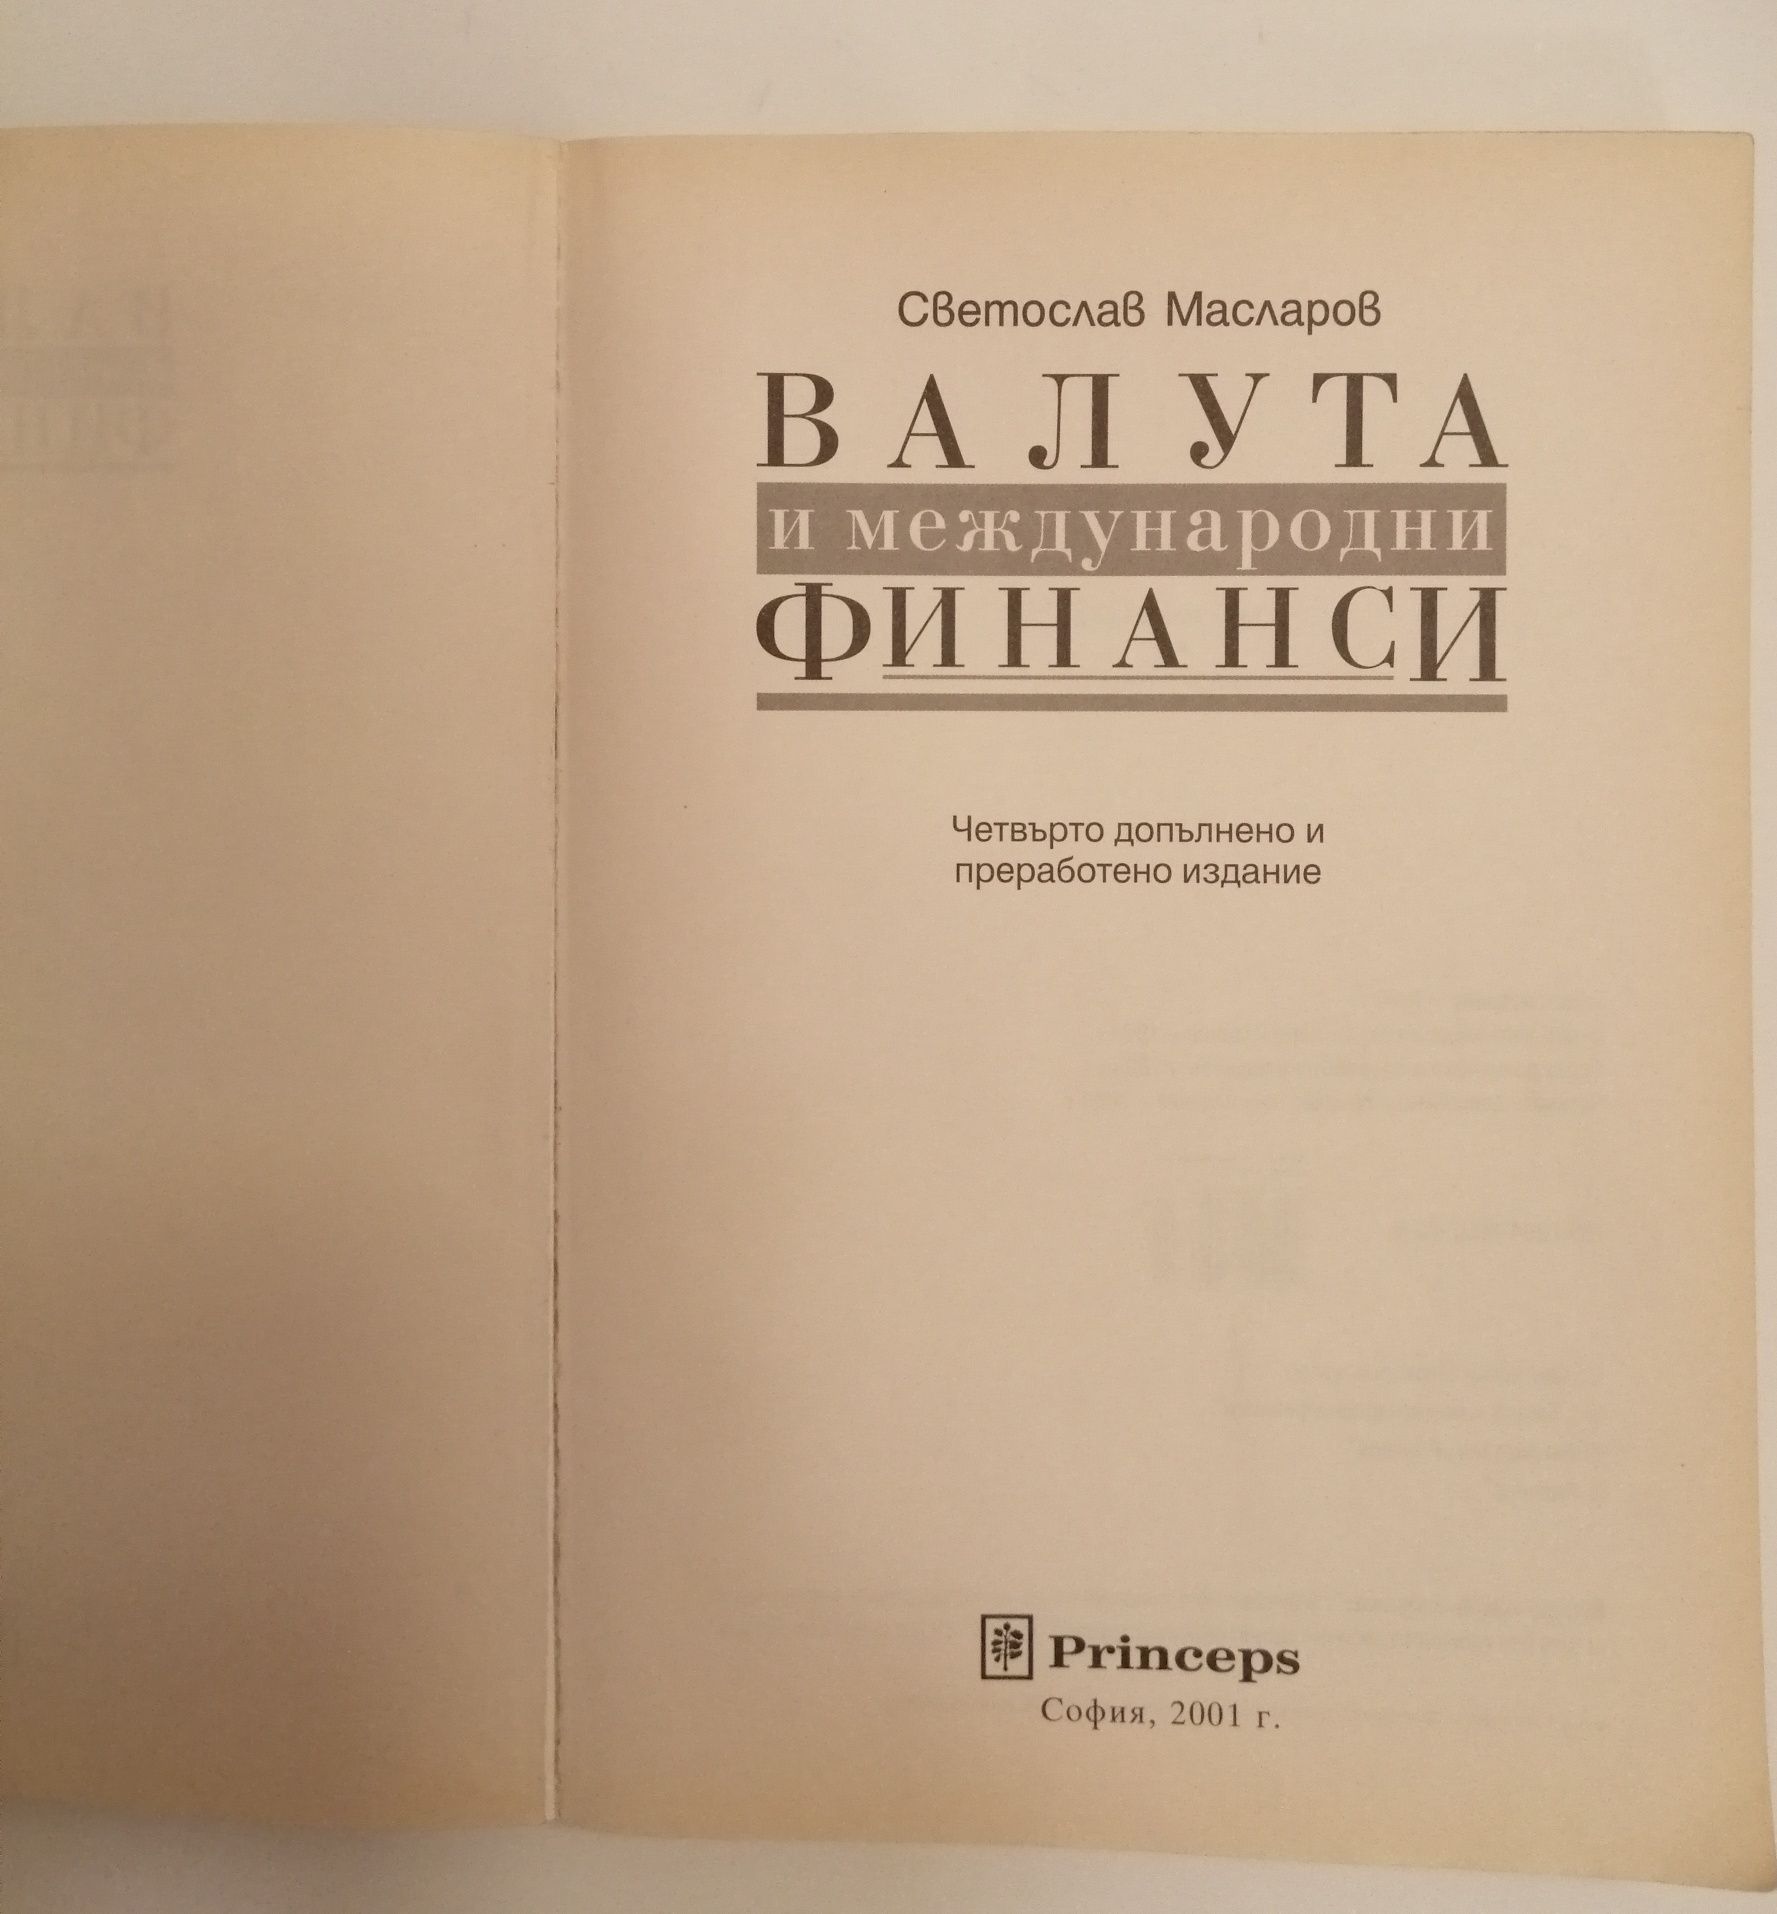 Светослав Масларов
ВАЛУТА
и международни
ФИНАНСИ
Четвърто допълнено и
преработено издание
Princeps
София, 2001 г.